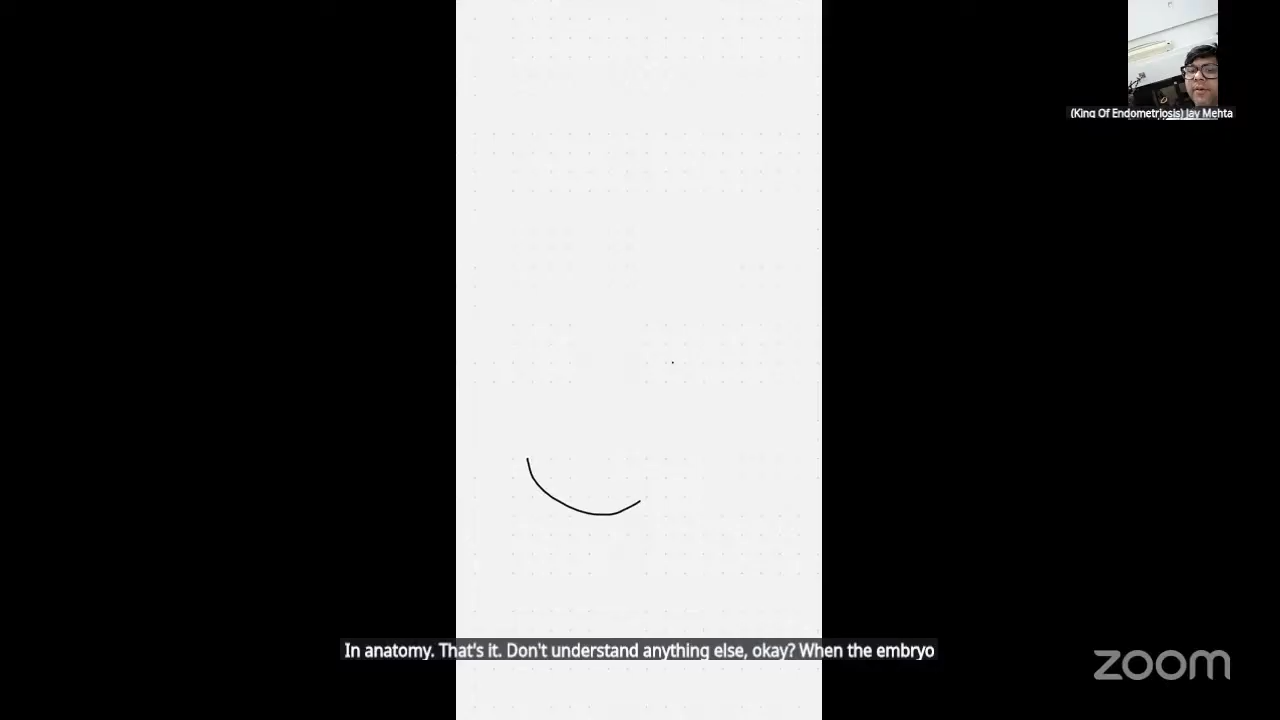 (King Of Endometriosis) Jay Mehta
In anatomy. That's it. Don't understand anything else, okay? When the embryo
zoom